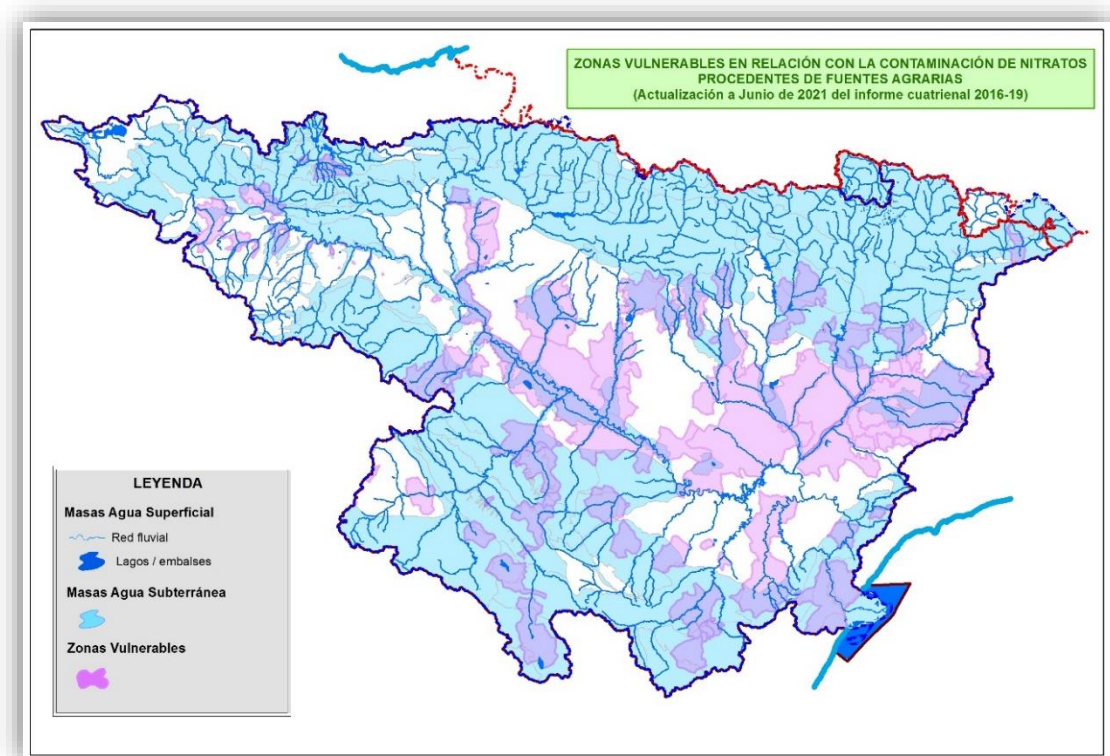 ZONAS VULNERABLES EN RELACIÓN CON LA CONTAMINACIÓN DE NITRATOS
PROCEDENTES DE FUENTES AGRARIAS
(Actualización a Junio de 2021 del informe cuatrienal 2016-19)
LEYENDA
Masas Agua Superficial
Red fluvial
Lagos / embalses
Masas Agua Subterránea
Zonas Vulnerables